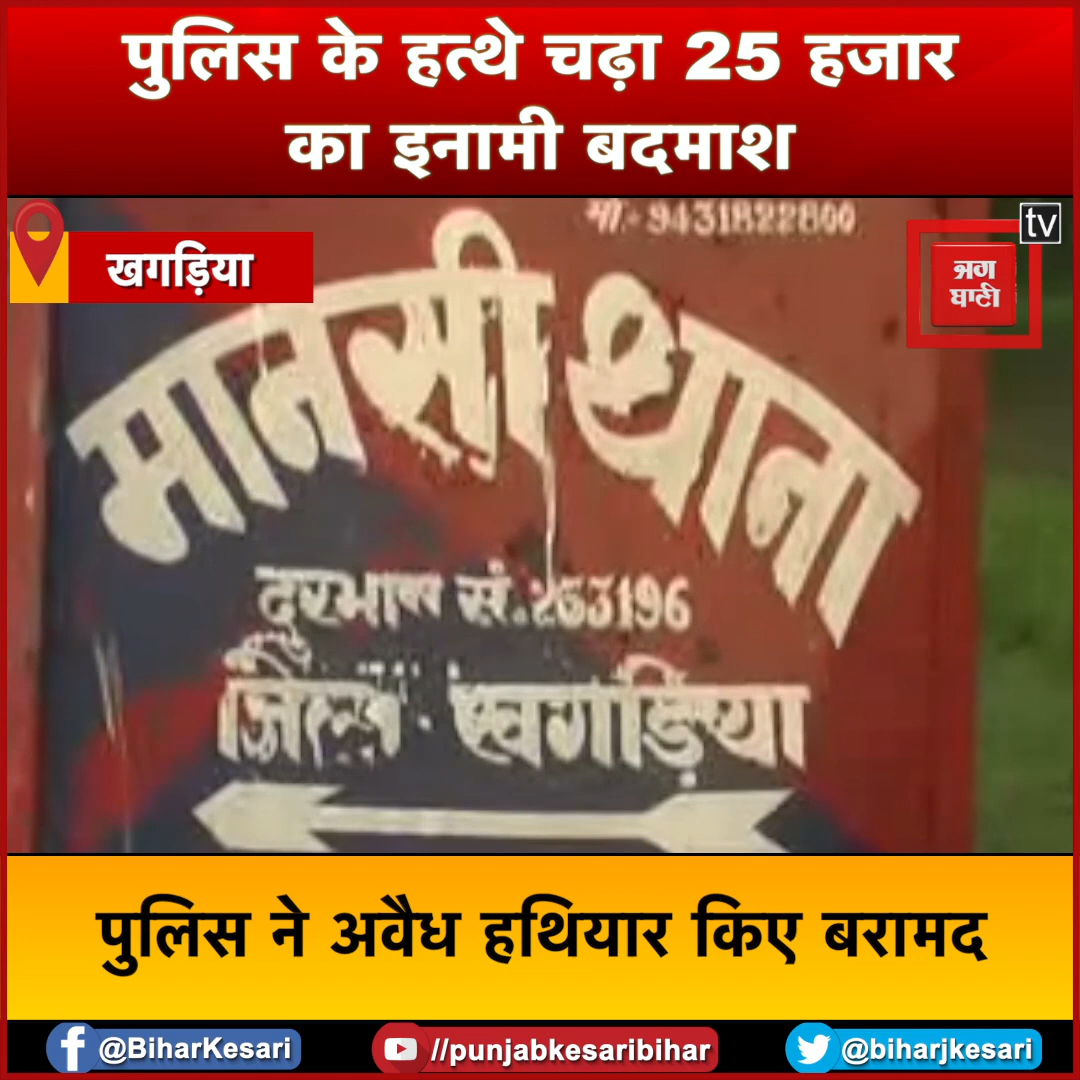 पुलिस के हत्थे चढ़ा 25 हजार
का इनामी बदमाश
मो.- 9431822800
tv
खगड़िया
जग
बाणी
मानसी थाना
दूरभाष सं.263196
जिला- खगड़िया
पुलिस ने अवैध हथियार किए बरामद
@BiharKesari
//punjabkesaribihar
@biharjkesari